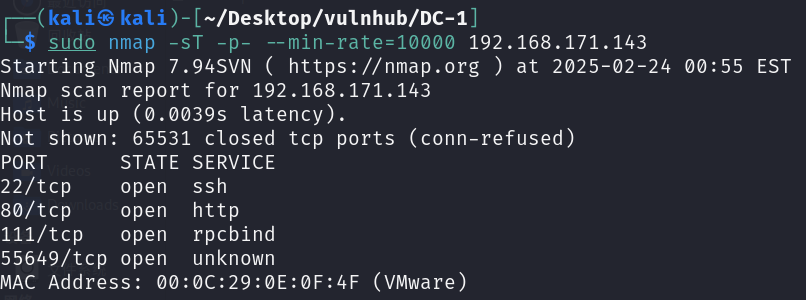 ┌──(kali㉿kali)-[~/Desktop/vulnhub/DC-1]
└─$ sudo nmap -sT -p- --min-rate=10000 192.168.171.143
Starting Nmap 7.94SVN ( https://nmap.org ) at 2025-02-24 00:55 EST
Nmap scan report for 192.168.171.143
Host is up (0.0039s latency).
Not shown: 65531 closed tcp ports (conn-refused)
PORT      STATE SERVICE
22/tcp    open  ssh
80/tcp    open  http
111/tcp   open  rpcbind
55649/tcp open  unknown
MAC Address: 00:0C:29:0E:0F:4F (VMware)